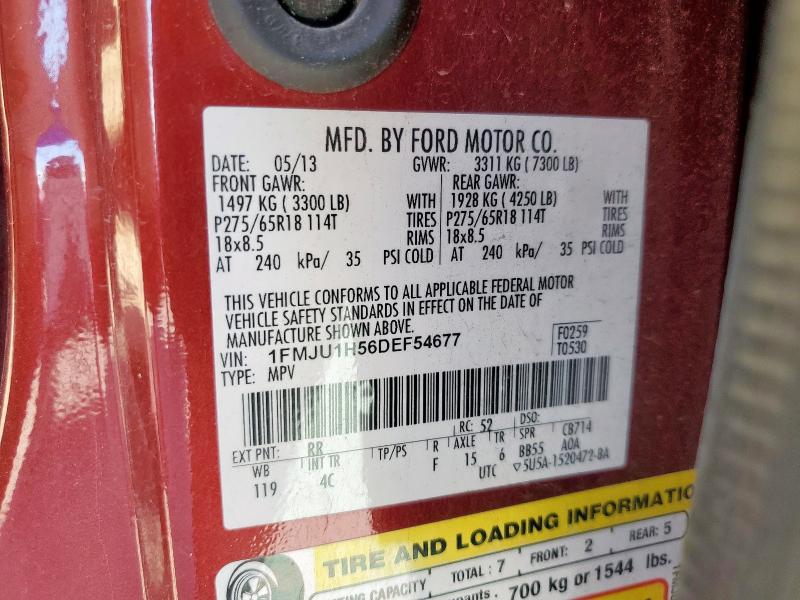 MFD. BY FORD MOTOR CO.
DATE: 05/13 GVWR: 3311 KG ( 7300 LB)
FRONT GAWR: REAR GAWR:
1497 KG ( 3300 LB) WITH 1928 KG ( 4250 LB) WITH
P275/65R18 114T TIRES P275/65R18 114T TIRES
18x8.5 RIMS 18x8.5 RIMS
AT 240 kPa/ 35 PSI COLD AT 240 kPa/ 35 PSI COLD
THIS VEHICLE CONFORMS TO ALL APPLICABLE FEDERAL MOTOR
VEHICLE SAFETY STANDARDS IN EFFECT ON THE DATE OF
MANUFACTURE SHOWN ABOVE.
VIN: 1FMJU1H56DEF54677 F0259
TYPE: MPV T0530
EXT PNT: RR RC: 52 DSO:
WB INT TR TP/PS R AXLE TR SPR CB714
119 4C F 15 6 BB55 AOA
UTC ▽5U5A-1520472-BA
TIRE AND LOADING INFORMATIO
CAPACITY TOTAL : 7 FRONT: 2 REAR: 5
700 kg or 1544 lbs.